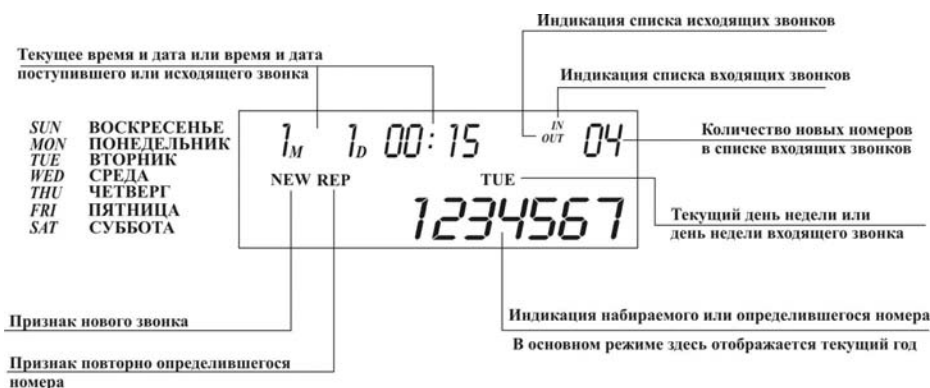 Индикация списка исходящих звонков
Текущее время и дата или время и дата
поступившего или исходящего звонка
Индикация списка входящих звонков
SUN ВОСКРЕСЕНЬЕ
MON ПОНЕДЕЛЬНИК
TUE ВТОРНИК
WED СРЕДА
THU ЧЕТВЕРГ
FRI ПЯТНИЦА
SAT СУББОТА
1M 1D 00:15 IN OUT 04
NEW REP TUE
1234567
Количество новых номеров
в списке входящих звонков
Текущий день недели или
день недели входящего звонка
Признак нового звонка
Индикация набираемого или определившегося номера
В основном режиме здесь отображается текущий год
Признак повторно определившегося
номера